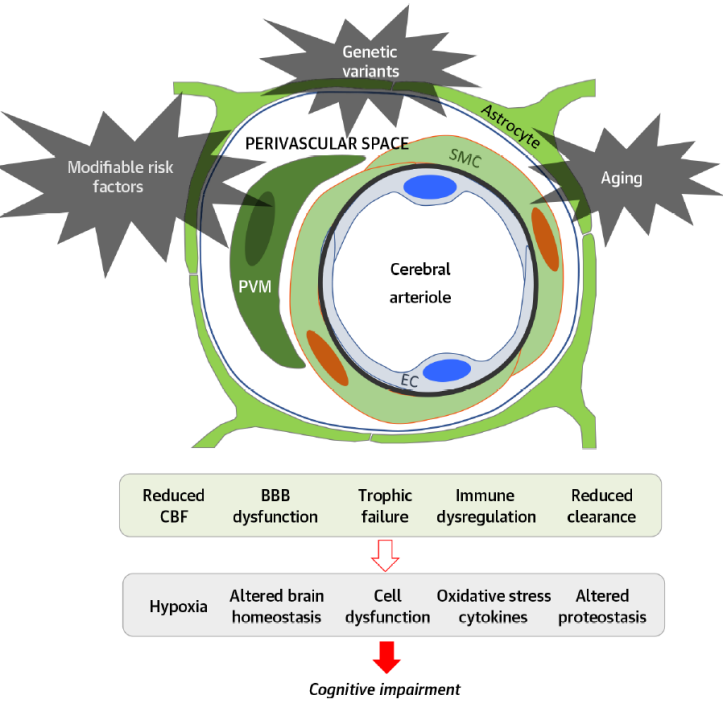 Genetic
variants
Modifiable risk
factors
PERIVASCULAR SPACE
Astrocyte
SMC
Aging
PVM
Cerebral
arteriole
EC
Reduced
CBF
BBB
dysfunction
Trophic
failure
Immune
dysregulation
Reduced
clearance
Hypoxia
Altered brain
homeostasis
Cell
dysfunction
Oxidative stress
cytokines
Altered
proteostasis
Cognitive impairment